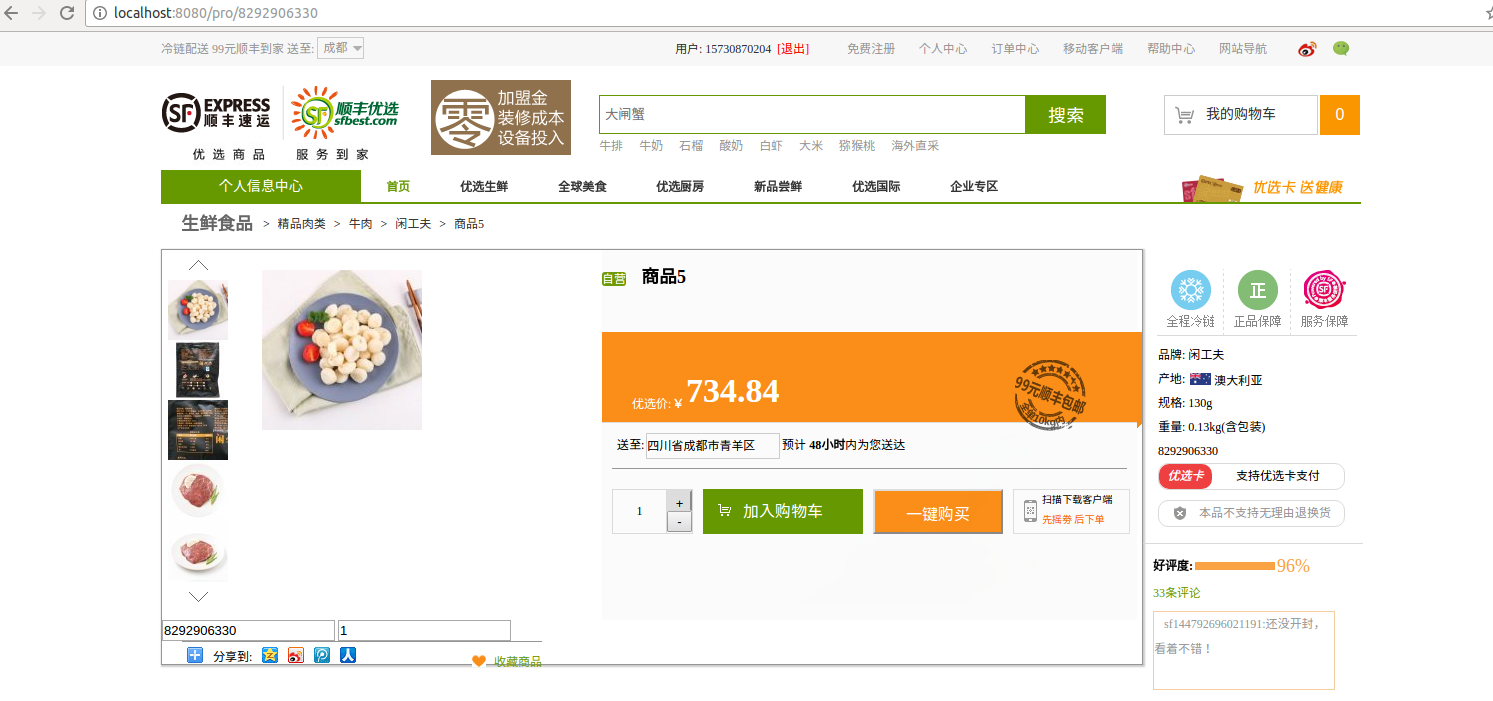 localhost:8080/pro/8292906330
冷链配送 99元顺丰到家 送至: 成都
用户: 15730870204 [退出] 免费注册 个人中心 订单中心 移动客户端 帮助中心 网站导航
SF EXPRESS 顺丰速运
顺丰优选 sfbest.com
优选商品 服务到家
零 加盟金
装修成本
设备投入
大闸蟹 搜索
牛排 牛奶 石榴 酸奶 白虾 大米 猕猴桃 海外直采
我的购物车 0
个人信息中心 首页 优选生鲜 全球美食 优选厨房 新品尝鲜 优选国际 企业专区 优选卡 送健康
生鲜食品 > 精品肉类 > 牛肉 > 闲工夫 > 商品5
自营 商品5
优选价:￥734.84
99元顺丰包邮
全单10kg内
送至: 四川省成都市青羊区 预计 48小时内为您送达
1 + -
加入购物车 一键购买
扫描下载客户端
先摇券 后下单
8292906330 1
分享到:
收藏商品
全程冷链 正品保障 服务保障
正
SF
品牌: 闲工夫
产地: 澳大利亚
规格: 130g
重量: 0.13kg(含包装)
8292906330
优选卡 支持优选卡支付
本品不支持无理由退换货
好评度: 96%
33条评论
sf144792696021191:还没开封，
看着不错！